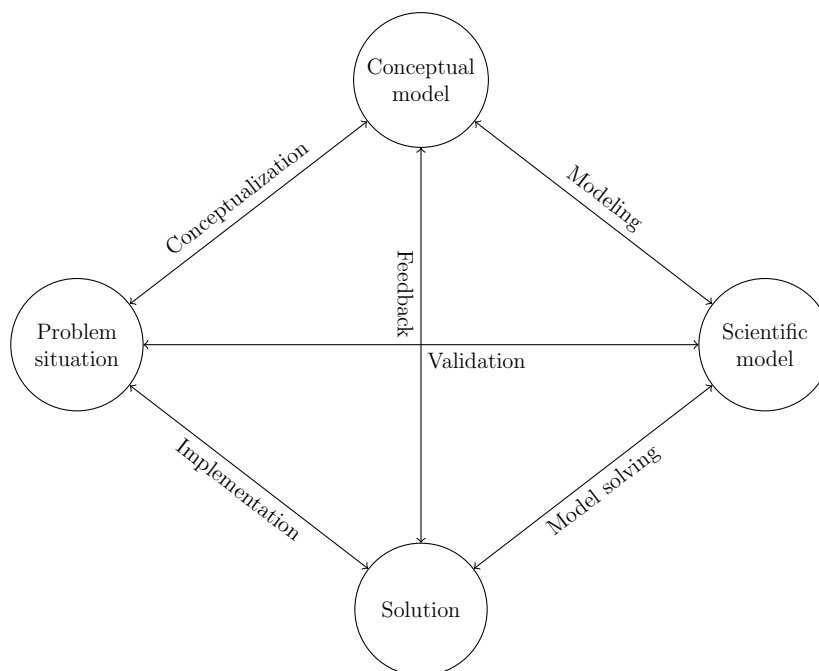 Conceptual
model
Conceptualization
Modeling
Feedback
Problem
situation
Scientific
model
Validation
Implementation
Model solving
Solution